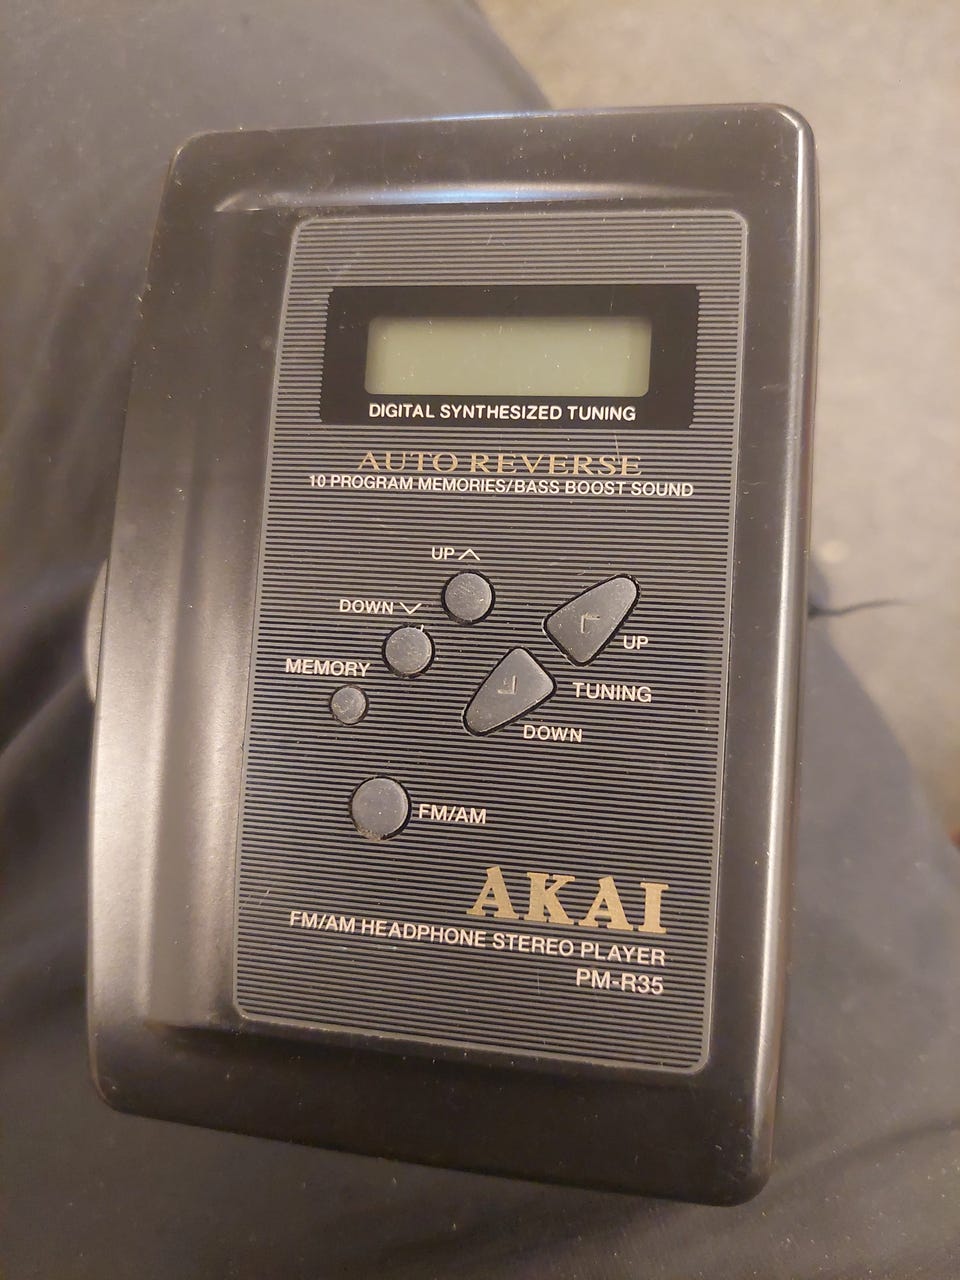 DIGITAL SYNTHESIZED TUNING
AUTO REVERSE
10 PROGRAM MEMORIES/BASS BOOST SOUND
UP
DOWN
MEMORY
UP
TUNING
DOWN
FM/AM
AKAI
FM/AM HEADPHONE STEREO PLAYER
PM-R35